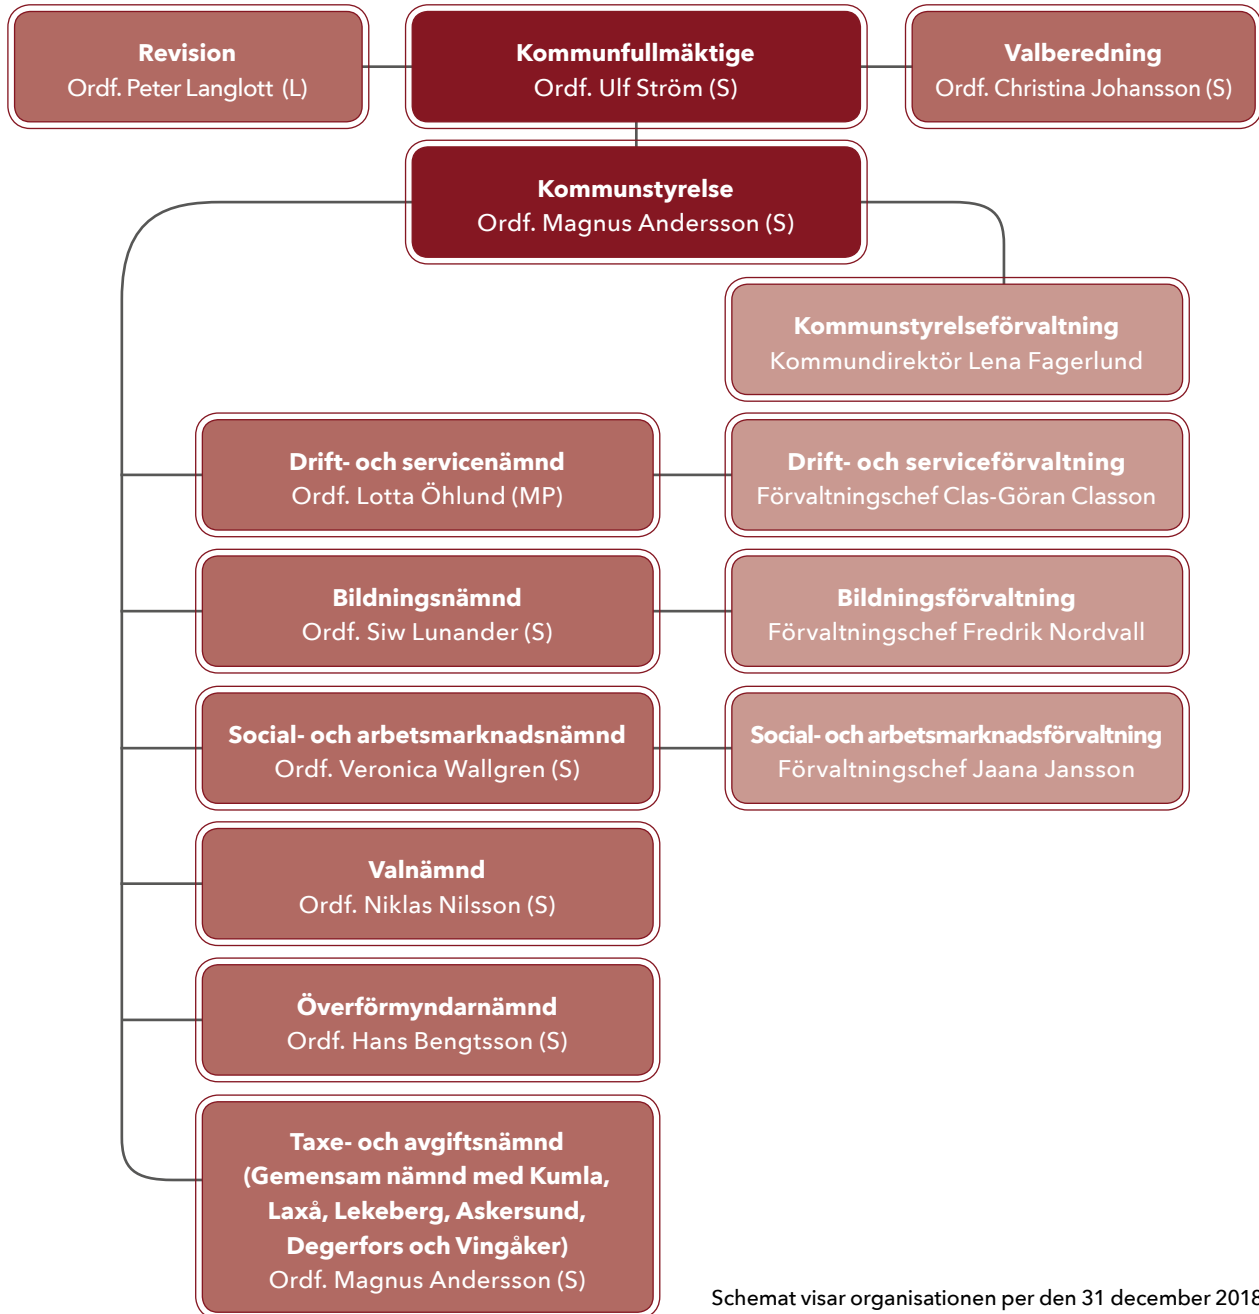 Revision
Ordf. Peter Langlott (L)
Kommunfullmäktige
Ordf. Ulf Ström (S)
Valberedning
Ordf. Christina Johansson (S)
Kommunstyrelse
Ordf. Magnus Andersson (S)
Kommunstyrelseförvaltning
Kommundirektör Lena Fagerlund
Drift- och servicenämnd
Ordf. Lotta Öhlund (MP)
Drift- och serviceförvaltning
Förvaltningschef Clas-Göran Classon
Bildningsnämnd
Ordf. Siw Lunander (S)
Bildningsförvaltning
Förvaltningschef Fredrik Nordvall
Social- och arbetsmarknadsnämnd
Ordf. Veronica Wallgren (S)
Social- och arbetsmarknadsförvaltning
Förvaltningschef Jaana Jansson
Valnämnd
Ordf. Niklas Nilsson (S)
Överförmyndarnämnd
Ordf. Hans Bengtsson (S)
Taxe- och avgiftsnämnd
(Gemensam nämnd med Kumla,
Laxå, Lekeberg, Askersund,
Degerfors och Vingåker)
Ordf. Magnus Andersson (S)
Schemat visar organisationen per den 31 december 2018